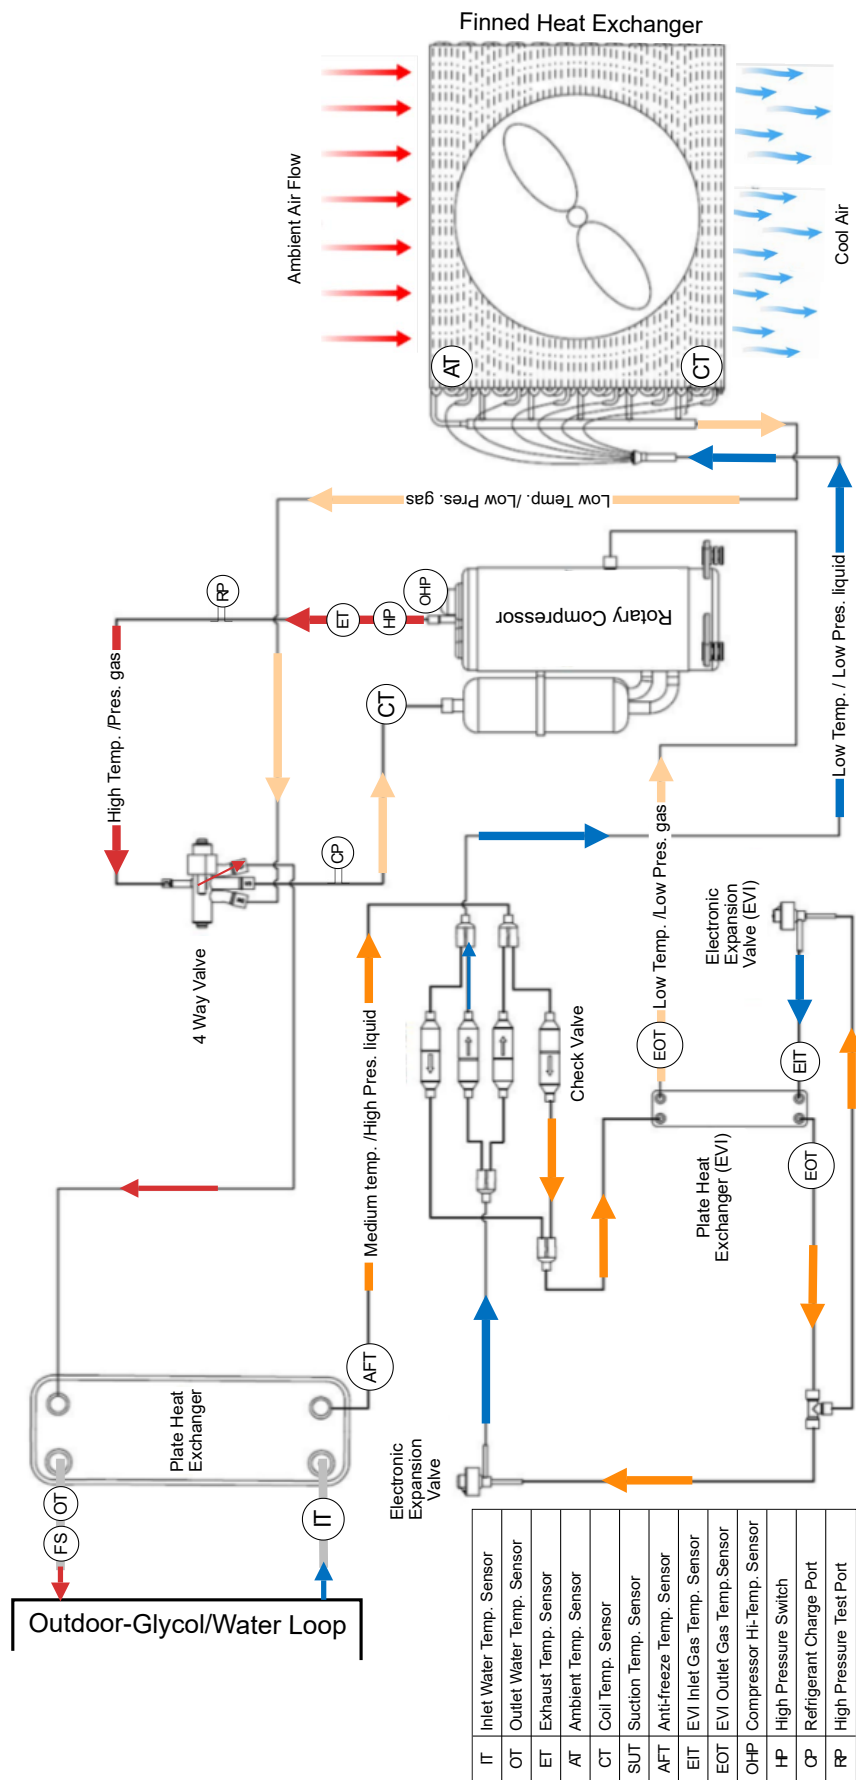 Finned Heat Exchanger
Ambient Air Flow
Cool Air
AT
CT
Low Temp./Low Pres. gas
RP
ET
HP
OHP
Rotary Compressor
High Temp. /Pres. gas
CT
Low Temp. / Low Pres. liquid
CP
4 Way Valve
Low Temp. /Low Pres. gas
Electronic
Expansion
Valve (EVI)
Medium temp. /High Pres. liquid
Check Valve
EOT
EIT
Plate Heat
Exchanger (EVI)
EOT
AFT
Plate Heat
Exchanger
Electronic
Expansion
Valve
OT
FS
IT
Outdoor-Glycol/Water Loop
IT Inlet Water Temp. Sensor
OT Outlet Water Temp. Sensor
ET Exhaust Temp. Sensor
AT Ambient Temp. Sensor
CT Coil Temp. Sensor
SUT Suction Temp. Sensor
AFT Anti-freeze Temp. Sensor
EIT EVI Inlet Gas Temp. Sensor
EOT EVI Outlet Gas Temp.Sensor
OHP Compressor Hi-Temp. Sensor
HP High Pressure Switch
CP Refrigerant Charge Port
RP High Pressure Test Port